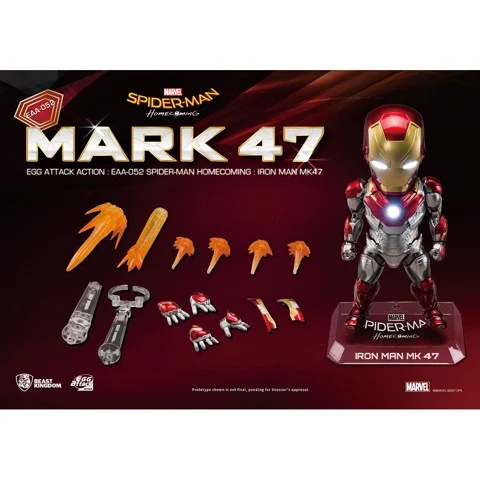 EAA-052
MARVEL
SPIDER-MAN
HOMECOMING
MARK 47
EGG ATTACK ACTION : EAA-052 SPIDER-MAN HOMECOMING : IRON MAN MK47
MARVEL
SPIDER-MAN
HOMECOMING
IRON MAN MK 47
BEAST
KINGDOM
EGG
attack
Prototype shown is not final, pending for licensor's approval.
MARVEL